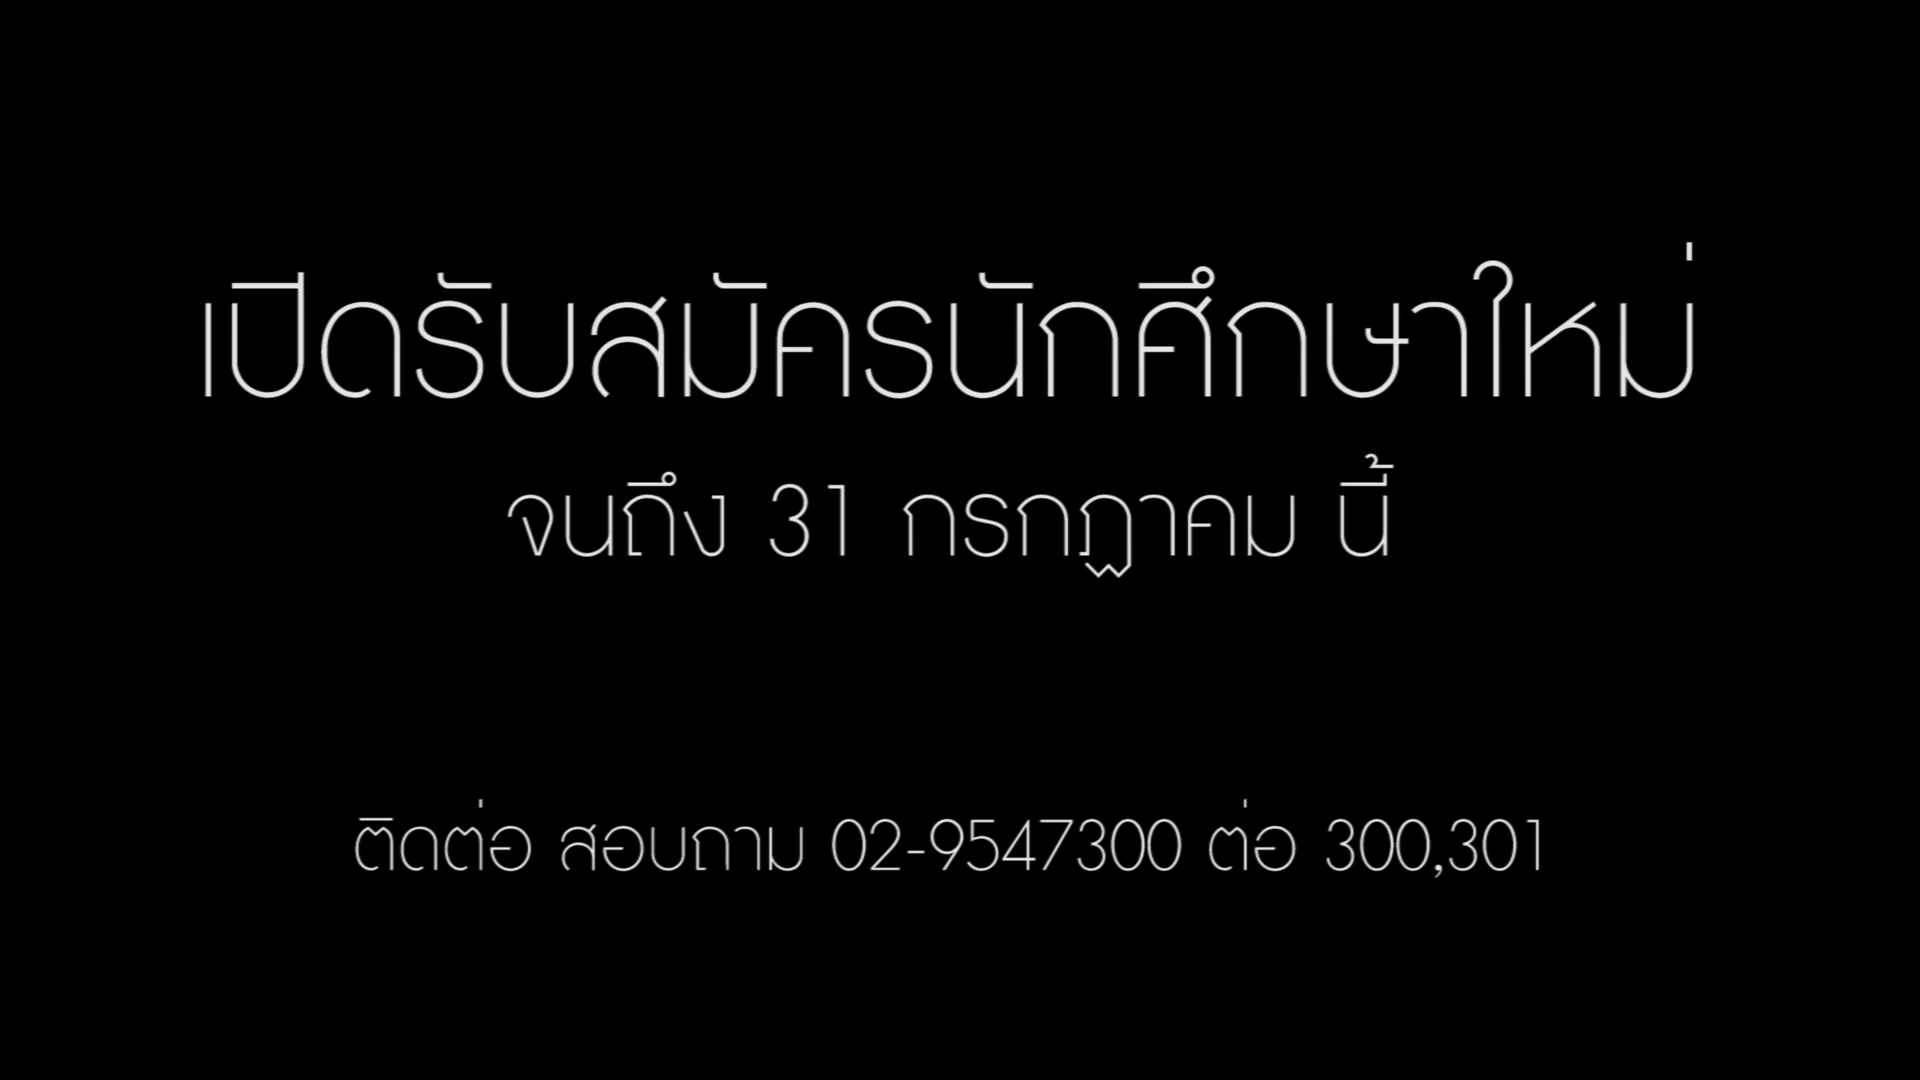 เปิดรับสมัครนักศึกษาใหม่
จนถึง 31 กรกฏาคม นี้
ติดต่อ สอบถาม 02-9547300 ต่อ 300,301